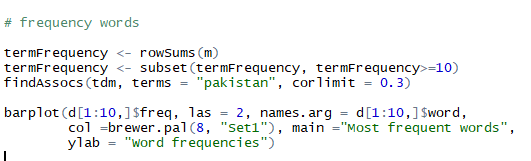 # frequency words
termFrequency <- rowSums(m)
termFrequency <- subset(termFrequency, termFrequency>=10)
findAssocs(tdm, terms = "pakistan", corlimit = 0.3)
barplot(d[1:10,]$freq, las = 2, names.arg = d[1:10,]$word,
col =brewer.pal(8, "Set1"), main ="Most frequent words",
ylab = "Word frequencies")